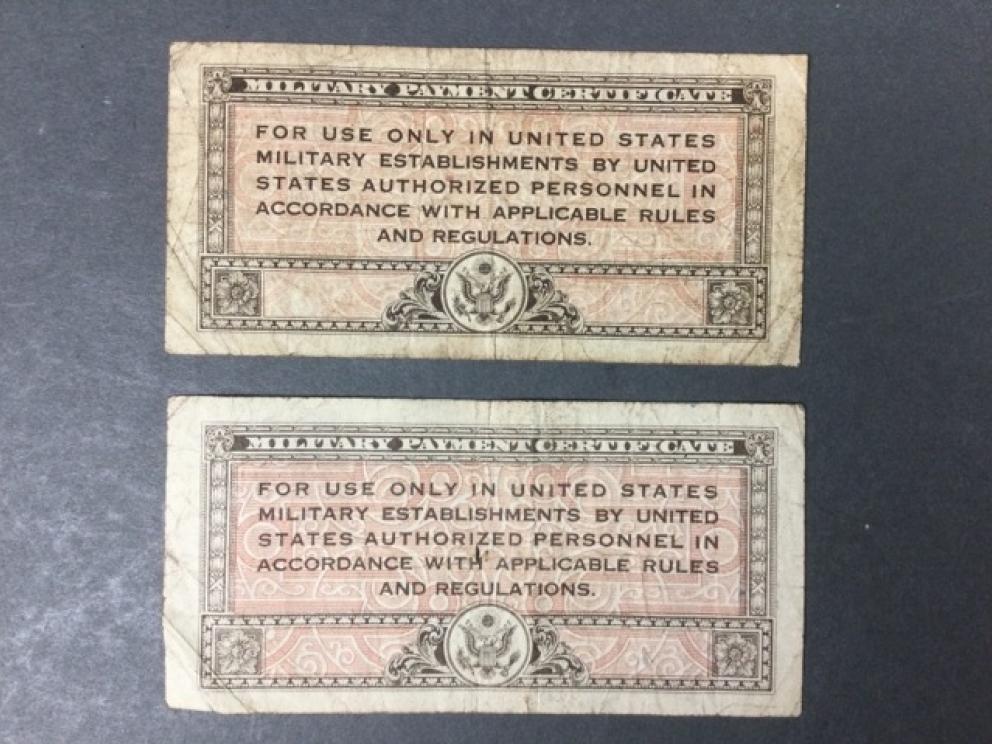 MILITARY PAYMENT CERTIFICATE
FOR USE ONLY IN UNITED STATES
MILITARY ESTABLISHMENTS BY UNITED
STATES AUTHORIZED PERSONNEL IN
ACCORDANCE WITH APPLICABLE RULES
AND REGULATIONS.
MILITARY PAYMENT CERTIFICATE
FOR USE ONLY IN UNITED STATES
MILITARY ESTABLISHMENTS BY UNITED
STATES AUTHORIZED PERSONNEL IN
ACCORDANCE WITH APPLICABLE RULES
AND REGULATIONS.